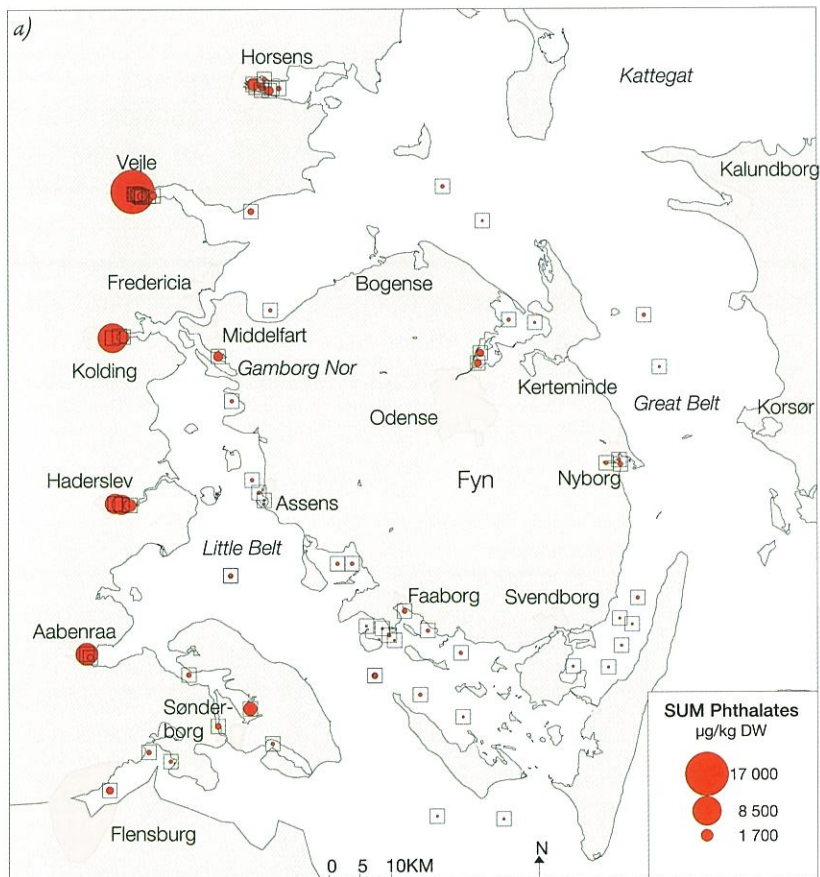 a)
Horsens
Kattegat
Vejle
Kalundborg
Fredericia
Bogense
Middelfart
Gamborg Nor
Kolding
Kerteminde
Great Belt
Odense
Korsør
Haderslev
Fyn
Nyborg
Assens
Little Belt
Faaborg
Svendborg
Aabenraa
Sønder-
borg
Flensburg
SUM Phthalates
µg/kg DW
17 000
8 500
1 700
0 5 10KM
N